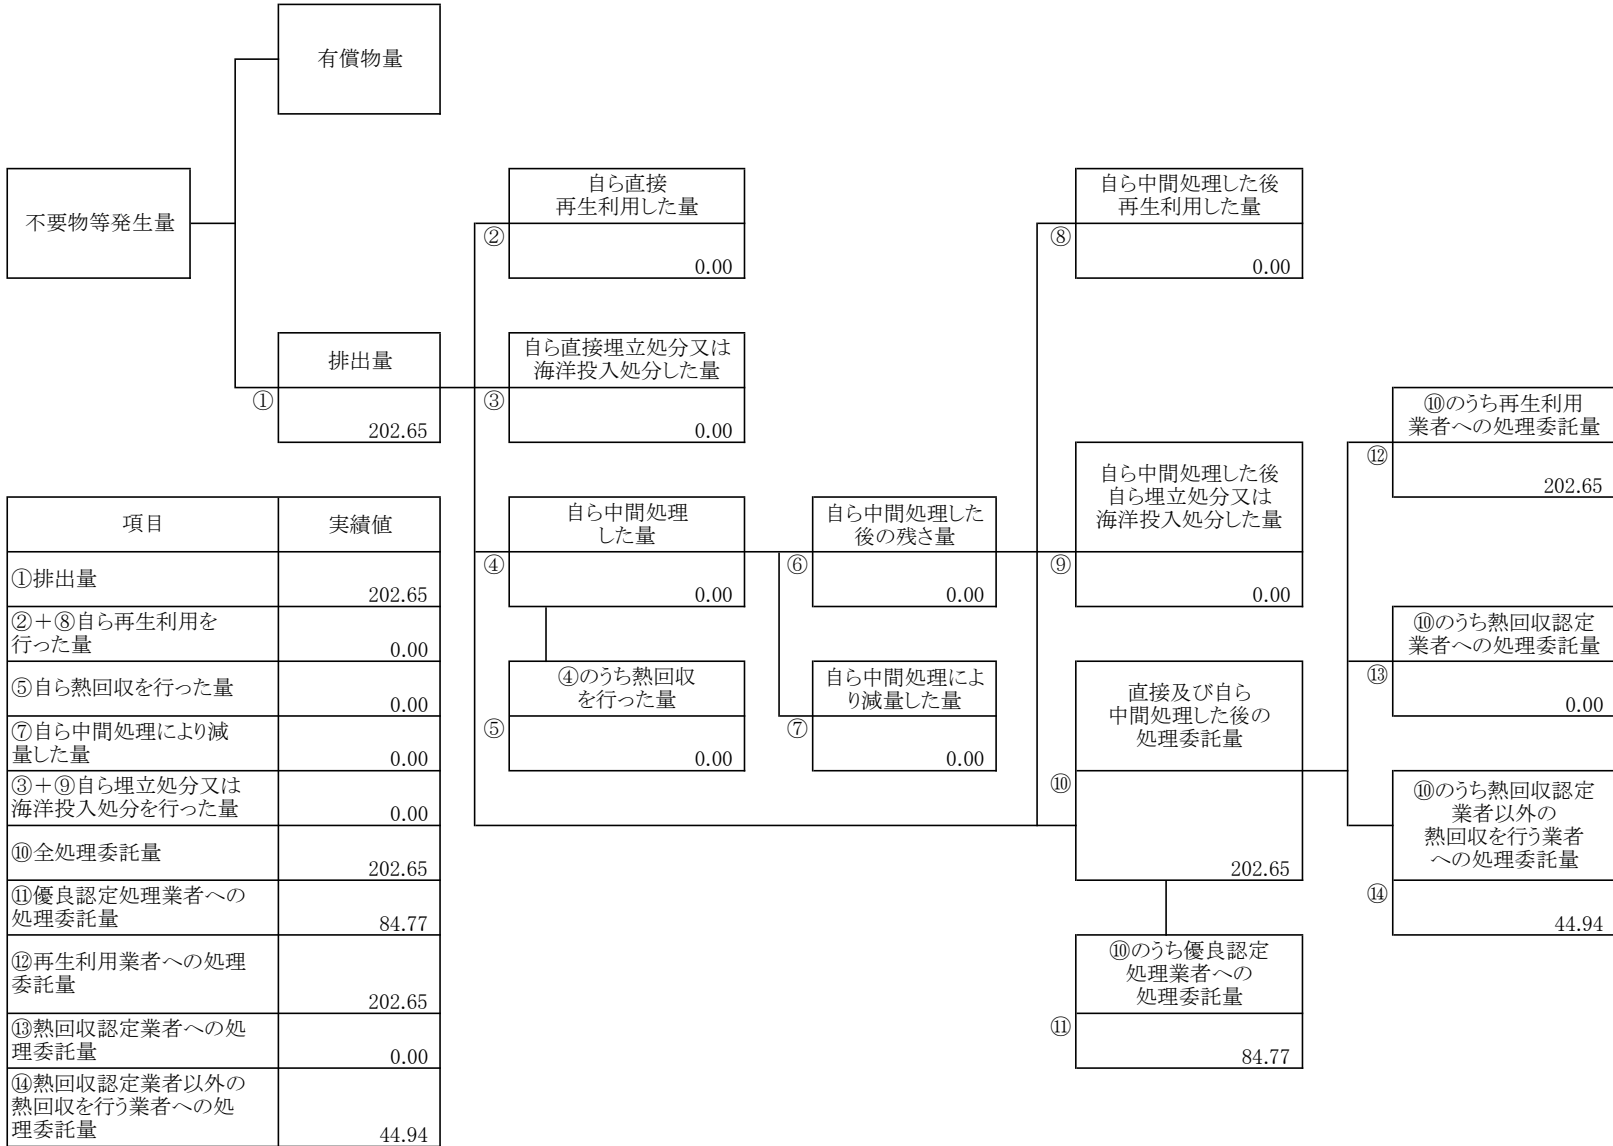 有償物量
不要物等発生量
自ら直接
再生利用した量
②
0.00
自ら中間処理した後
再生利用した量
⑧
0.00
排出量
①
202.65
自ら直接埋立処分又は
海洋投入処分した量
③
0.00
⑩のうち再生利用
業者への処理委託量
⑫
202.65
自ら中間処理
した量
④
0.00
自ら中間処理した
後の残さ量
⑥
0.00
自ら中間処理した後
自ら埋立処分又は
海洋投入処分した量
⑨
0.00
⑩のうち熱回収認定
業者への処理委託量
⑬
0.00
④のうち熱回収
を行った量
⑤
0.00
自ら中間処理によ
り減量した量
⑦
0.00
直接及び自ら
中間処理した後の
処理委託量
⑩
202.65
⑩のうち熱回収認定
業者以外の
熱回収を行う業者
への処理委託量
⑭
44.94
⑩のうち優良認定
処理業者への
処理委託量
⑪
84.77
項目 実績値
①排出量
202.65
②+⑧自ら再生利用を
行った量 0.00
⑤自ら熱回収を行った量
0.00
⑦自ら中間処理により減
量した量 0.00
③+⑨自ら埋立処分又は
海洋投入処分を行った量 0.00
⑩全処理委託量
202.65
⑪優良認定処理業者への
処理委託量 84.77
⑫再生利用業者への処理
委託量
202.65
⑬熱回収認定業者への処
理委託量 0.00
⑭熱回収認定業者以外の
熱回収を行う業者への処
理委託量 44.94